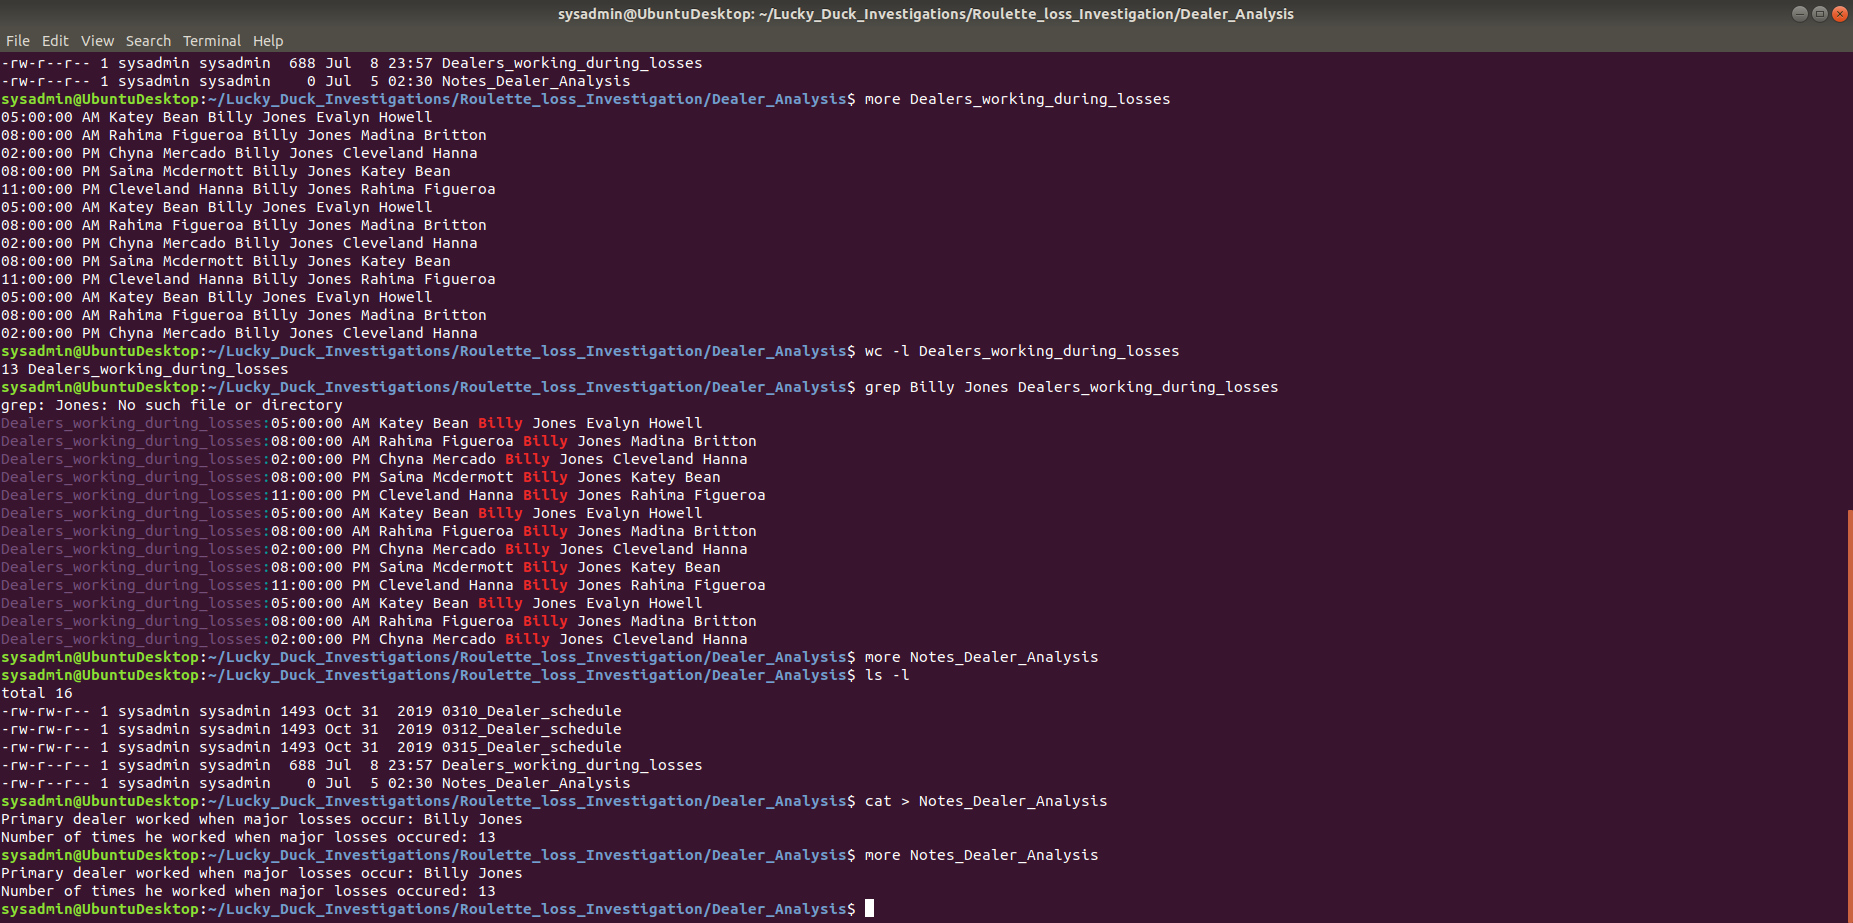 sysadmin@UbuntuDesktop: ~/Lucky_Duck_Investigations/Roulette_loss_Investigation/Dealer_Analysis
File Edit View Search Terminal Help
-rw-r--r-- 1 sysadmin sysadmin  688 Jul  8 23:57 Dealers_working_during_losses
-rw-r--r-- 1 sysadmin sysadmin    0 Jul  5 02:30 Notes_Dealer_Analysis
sysadmin@UbuntuDesktop:~/Lucky_Duck_Investigations/Roulette_loss_Investigation/Dealer_Analysis$ more Dealers_working_during_losses
05:00:00 AM Katey Bean Billy Jones Evalyn Howell
08:00:00 AM Rahima Figueroa Billy Jones Madina Britton
02:00:00 PM Chyna Mercado Billy Jones Cleveland Hanna
08:00:00 PM Saima Mcdermott Billy Jones Katey Bean
11:00:00 PM Cleveland Hanna Billy Jones Rahima Figueroa
05:00:00 AM Katey Bean Billy Jones Evalyn Howell
08:00:00 AM Rahima Figueroa Billy Jones Madina Britton
02:00:00 PM Chyna Mercado Billy Jones Cleveland Hanna
08:00:00 PM Saima Mcdermott Billy Jones Katey Bean
11:00:00 PM Cleveland Hanna Billy Jones Rahima Figueroa
05:00:00 AM Katey Bean Billy Jones Evalyn Howell
08:00:00 AM Rahima Figueroa Billy Jones Madina Britton
02:00:00 PM Chyna Mercado Billy Jones Cleveland Hanna
sysadmin@UbuntuDesktop:~/Lucky_Duck_Investigations/Roulette_loss_Investigation/Dealer_Analysis$ wc -l Dealers_working_during_losses
13 Dealers_working_during_losses
sysadmin@UbuntuDesktop:~/Lucky_Duck_Investigations/Roulette_loss_Investigation/Dealer_Analysis$ grep Billy Jones Dealers_working_during_losses
grep: Jones: No such file or directory
Dealers_working_during_losses:05:00:00 AM Katey Bean Billy Jones Evalyn Howell
Dealers_working_during_losses:08:00:00 AM Rahima Figueroa Billy Jones Madina Britton
Dealers_working_during_losses:02:00:00 PM Chyna Mercado Billy Jones Cleveland Hanna
Dealers_working_during_losses:08:00:00 PM Saima Mcdermott Billy Jones Katey Bean
Dealers_working_during_losses:11:00:00 PM Cleveland Hanna Billy Jones Rahima Figueroa
Dealers_working_during_losses:05:00:00 AM Katey Bean Billy Jones Evalyn Howell
Dealers_working_during_losses:08:00:00 AM Rahima Figueroa Billy Jones Madina Britton
Dealers_working_during_losses:02:00:00 PM Chyna Mercado Billy Jones Cleveland Hanna
Dealers_working_during_losses:08:00:00 PM Saima Mcdermott Billy Jones Katey Bean
Dealers_working_during_losses:11:00:00 PM Cleveland Hanna Billy Jones Rahima Figueroa
Dealers_working_during_losses:05:00:00 AM Katey Bean Billy Jones Evalyn Howell
Dealers_working_during_losses:08:00:00 AM Rahima Figueroa Billy Jones Madina Britton
Dealers_working_during_losses:02:00:00 PM Chyna Mercado Billy Jones Cleveland Hanna
sysadmin@UbuntuDesktop:~/Lucky_Duck_Investigations/Roulette_loss_Investigation/Dealer_Analysis$ more Notes_Dealer_Analysis
sysadmin@UbuntuDesktop:~/Lucky_Duck_Investigations/Roulette_loss_Investigation/Dealer_Analysis$ ls -l
total 16
-rw-rw-r-- 1 sysadmin sysadmin 1493 Oct 31  2019 0310_Dealer_schedule
-rw-rw-r-- 1 sysadmin sysadmin 1493 Oct 31  2019 0312_Dealer_schedule
-rw-rw-r-- 1 sysadmin sysadmin 1493 Oct 31  2019 0315_Dealer_schedule
-rw-r--r-- 1 sysadmin sysadmin  688 Jul  8 23:57 Dealers_working_during_losses
-rw-r--r-- 1 sysadmin sysadmin    0 Jul  5 02:30 Notes_Dealer_Analysis
sysadmin@UbuntuDesktop:~/Lucky_Duck_Investigations/Roulette_loss_Investigation/Dealer_Analysis$ cat > Notes_Dealer_Analysis
Primary dealer worked when major losses occur: Billy Jones
Number of times he worked when major losses occured: 13
sysadmin@UbuntuDesktop:~/Lucky_Duck_Investigations/Roulette_loss_Investigation/Dealer_Analysis$ more Notes_Dealer_Analysis
Primary dealer worked when major losses occur: Billy Jones
Number of times he worked when major losses occured: 13
sysadmin@UbuntuDesktop:~/Lucky_Duck_Investigations/Roulette_loss_Investigation/Dealer_Analysis$